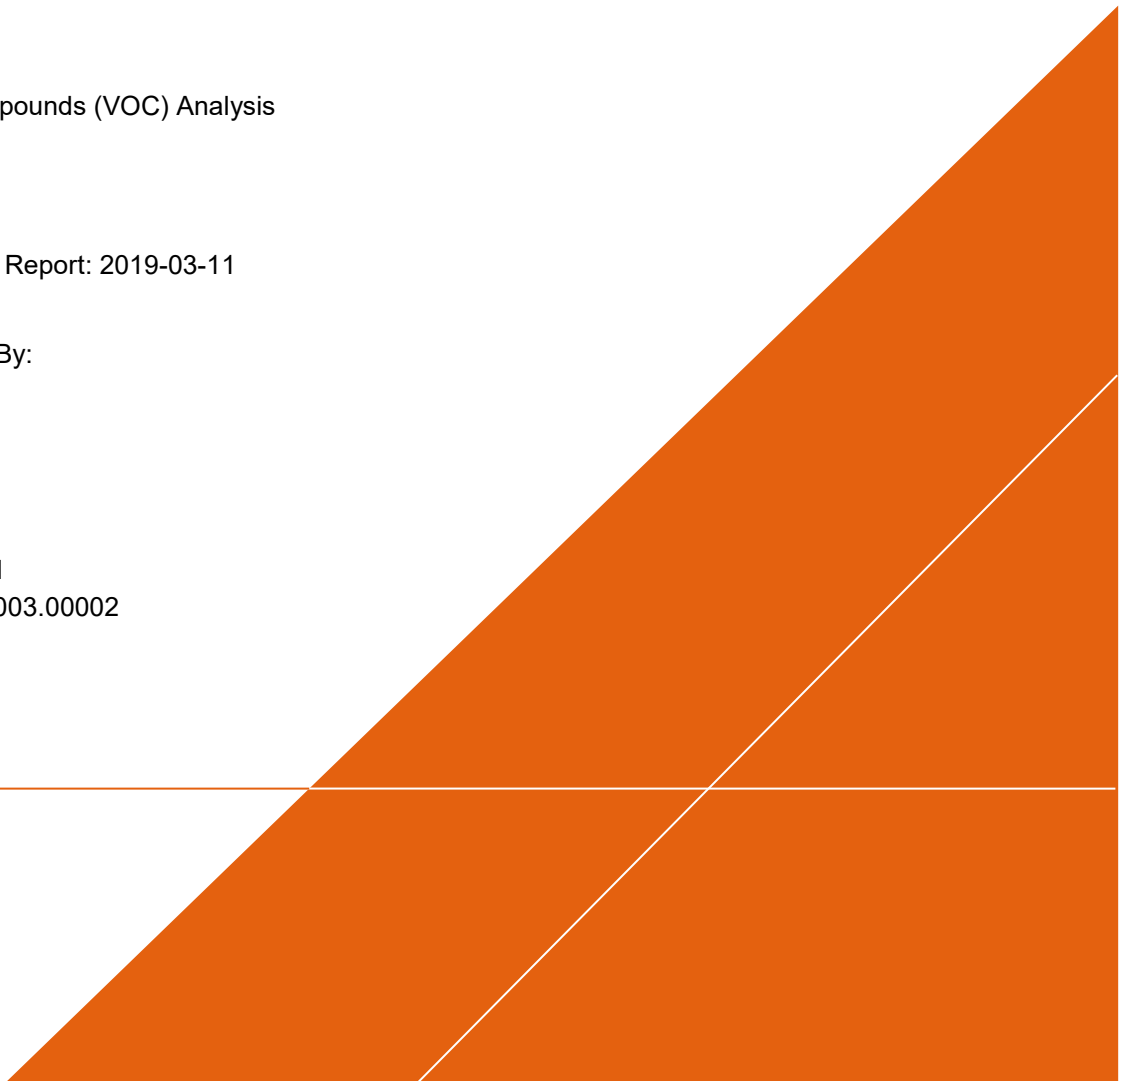 pounds (VOC) Analysis
Report: 2019-03-11
By:
003.00002